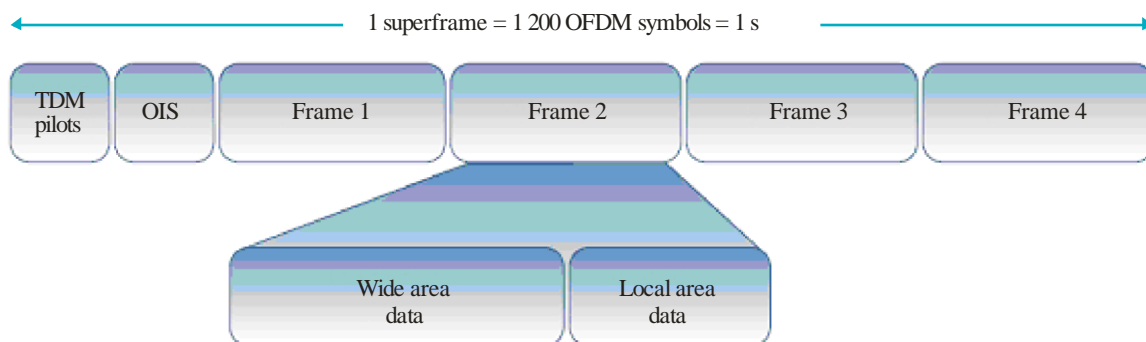 1 superframe = 1 200 OFDM symbols = 1 s
TDM
pilots
OIS
Frame 1
Frame 2
Frame 3
Frame 4
Wide area
data
Local area
data